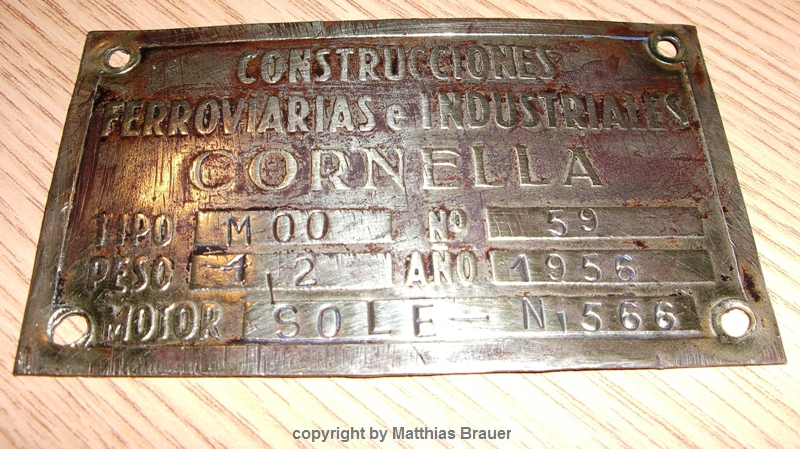 CONSTRUCCIONES
FERROVIARIAS e INDUSTRIALES
CORNELLA
TIPO M 00 Nº 59
PESO 1,2 AÑO 1956
MOTOR SOLE - N, 566
copyright by Matthias Brauer